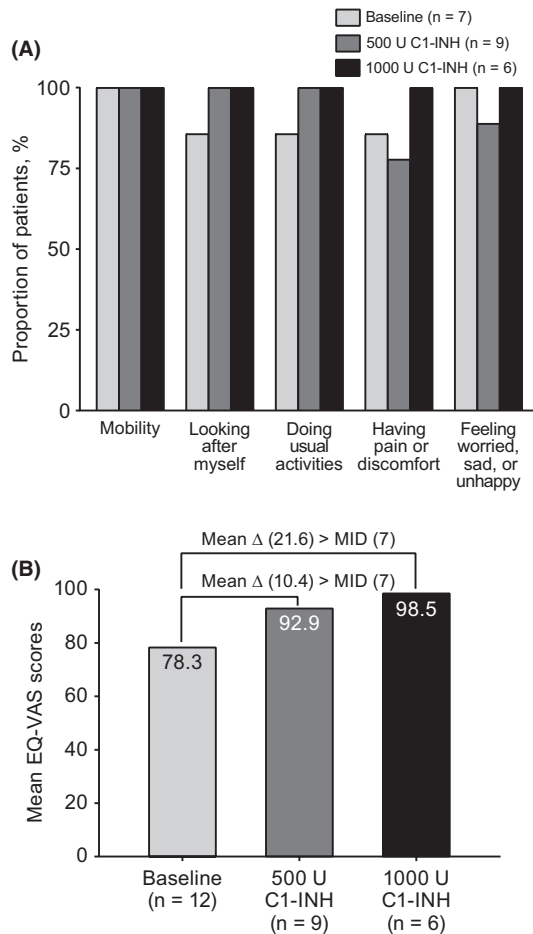 Baseline (n = 7)
500 U C1-INH (n = 9)
1000 U C1-INH (n = 6)
(A)
Proportion of patients, %
100
75
50
25
0
Mobility
Looking
after
myself
Doing
usual
activities
Having
pain or
discomfort
Feeling
worried,
sad, or
unhappy
(B)
Mean Δ (21.6) > MID (7)
Mean Δ (10.4) > MID (7)
Mean EQ-VAS scores
100
80
60
40
20
0
78.3
92.9
98.5
Baseline
(n = 12)
500 U
C1-INH
(n = 9)
1000 U
C1-INH
(n = 6)